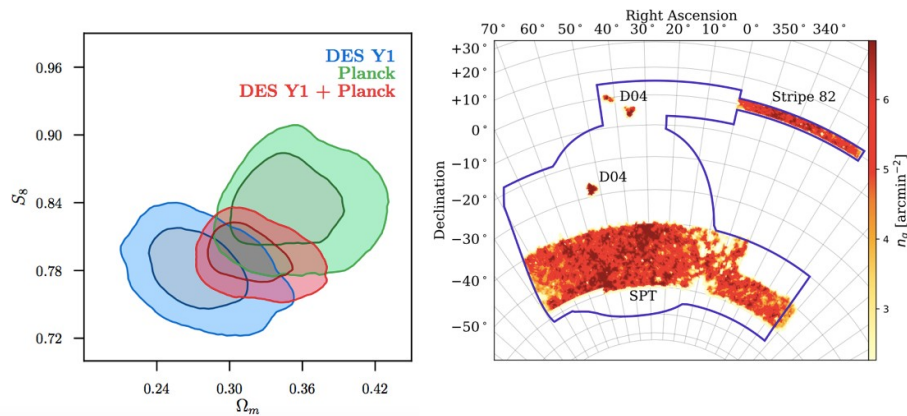 DES Y1
Planck
DES Y1 + Planck
0.96
0.90
0.84
0.78
0.72
S8
0.24 0.30 0.36 0.42
Ωm
Right Ascension
70° 60° 50° 40° 30° 20° 10° 0° 350° 340°
+30°
+20°
+10°
0°
−10°
−20°
−30°
−40°
−50°
Declination
D04
Stripe 82
D04
SPT
6
5
4
3
ng [arcmin⁻²]